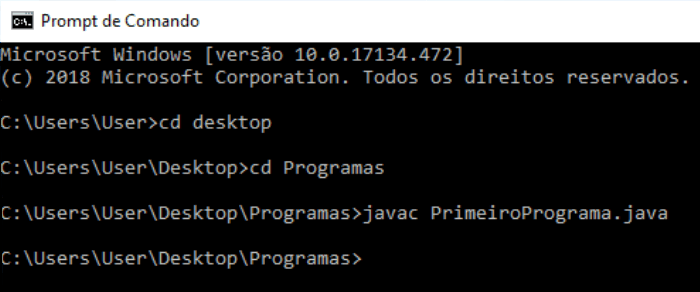 Prompt de Comando
Microsoft Windows [versão 10.0.17134.472]
(c) 2018 Microsoft Corporation. Todos os direitos reservados.
C:\Users\User>cd desktop
C:\Users\User\Desktop>cd Programas
C:\Users\User\Desktop\Programas>javac PrimeiroPrograma.java
C:\Users\User\Desktop\Programas>